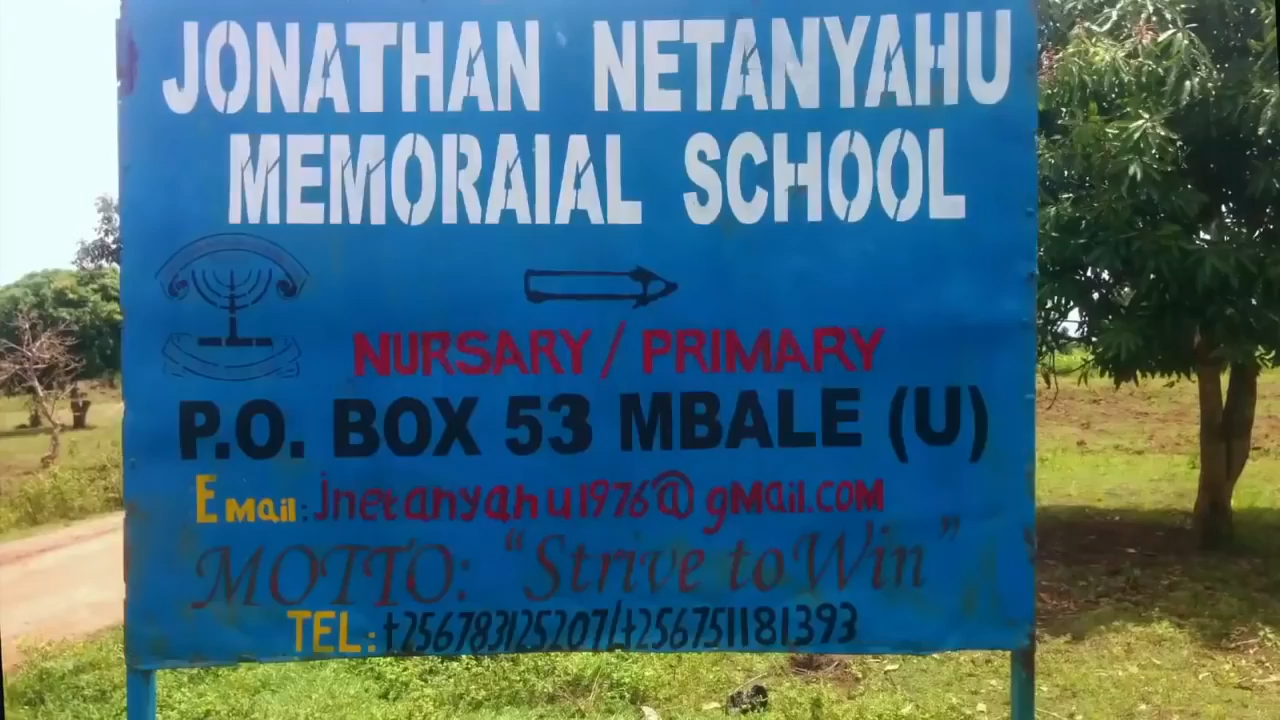 JONATHAN NETANYAHU
MEMORAIAL SCHOOL
NURSARY / PRIMARY
P.O. BOX 53 MBALE (U)
Email: jnetanyahu1976@gmail.com
MOTTO: "Strive to Win"
TEL: +256783125207/+256751181393